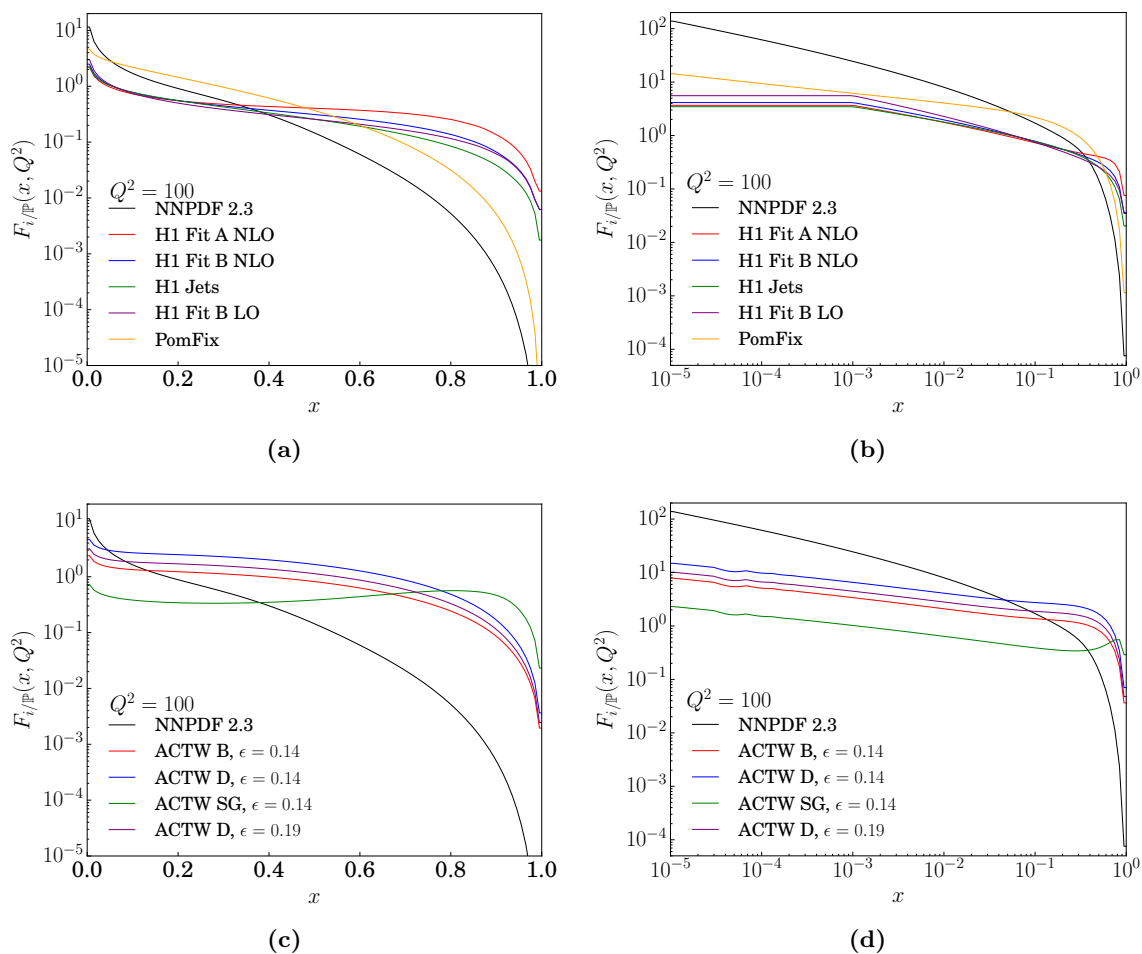 10^1
10^0
10^{-1}
10^{-2}
10^{-3}
10^{-4}
10^{-5}
F_{i/ℙ}(x, Q^2)
Q^2 = 100
NNPDF 2.3
H1 Fit A NLO
H1 Fit B NLO
H1 Jets
H1 Fit B LO
PomFix
0.0 0.2 0.4 0.6 0.8 1.0
x
(a)
10^2
10^1
10^0
10^{-1}
10^{-2}
10^{-3}
10^{-4}
F_{i/ℙ}(x, Q^2)
Q^2 = 100
NNPDF 2.3
H1 Fit A NLO
H1 Fit B NLO
H1 Jets
H1 Fit B LO
PomFix
10^{-5} 10^{-4} 10^{-3} 10^{-2} 10^{-1} 10^0
x
(b)
10^1
10^0
10^{-1}
10^{-2}
10^{-3}
10^{-4}
10^{-5}
F_{i/ℙ}(x, Q^2)
Q^2 = 100
NNPDF 2.3
ACTW B, ϵ = 0.14
ACTW D, ϵ = 0.14
ACTW SG, ϵ = 0.14
ACTW D, ϵ = 0.19
0.0 0.2 0.4 0.6 0.8 1.0
x
(c)
10^2
10^1
10^0
10^{-1}
10^{-2}
10^{-3}
10^{-4}
F_{i/ℙ}(x, Q^2)
Q^2 = 100
NNPDF 2.3
ACTW B, ϵ = 0.14
ACTW D, ϵ = 0.14
ACTW SG, ϵ = 0.14
ACTW D, ϵ = 0.19
10^{-5} 10^{-4} 10^{-3} 10^{-2} 10^{-1} 10^0
x
(d)